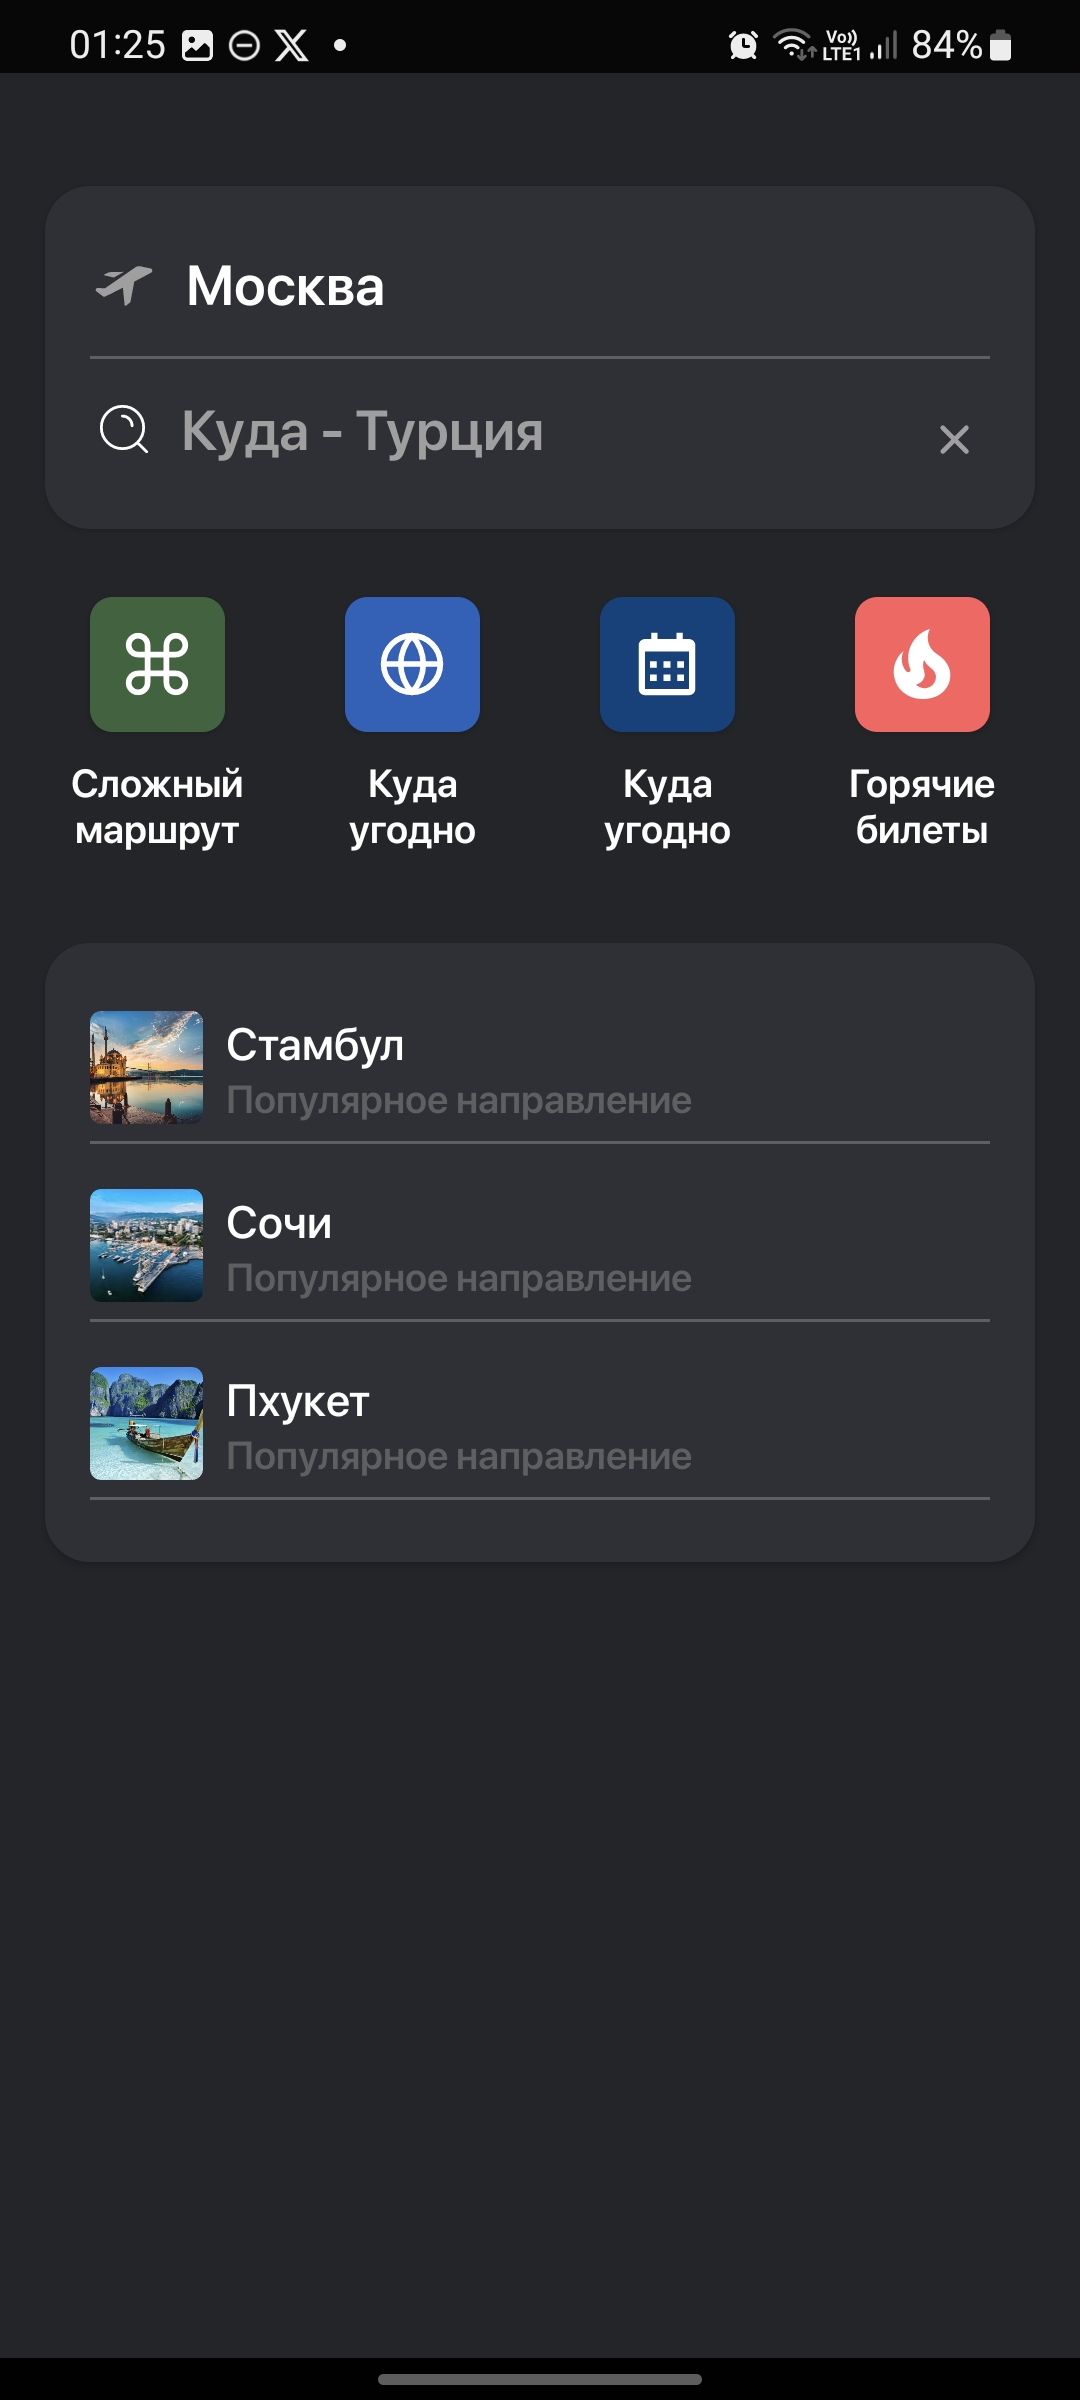 01:25
Vo)) LTE1 84%
Москва
Куда - Турция
Сложный маршрут
Куда угодно
Куда угодно
Горячие билеты
Стамбул
Популярное направление
Сочи
Популярное направление
Пхукет
Популярное направление